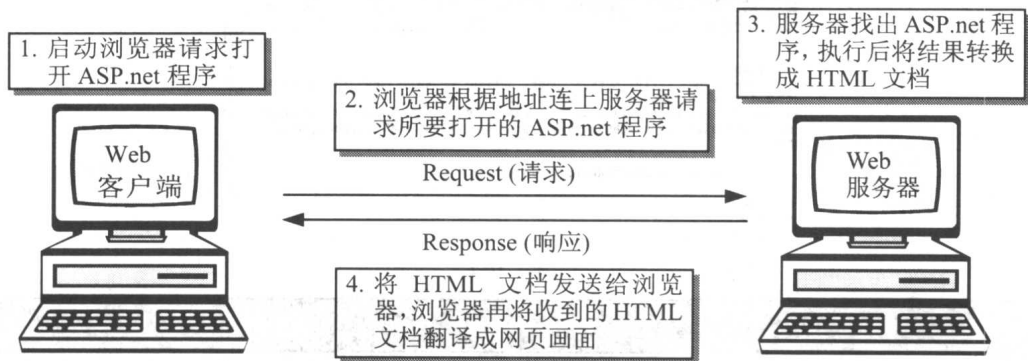 1. 启动浏览器请求打
开 ASP.net 程序
2. 浏览器根据地址连上服务器请
求所要打开的 ASP.net 程序
3. 服务器找出 ASP.net 程
序，执行后将结果转换
成 HTML 文档
Web
客户端
Request (请求)
Response (响应)
Web
服务器
4. 将 HTML 文档发送给浏览
器，浏览器再将收到的 HTML
文档翻译成网页画面